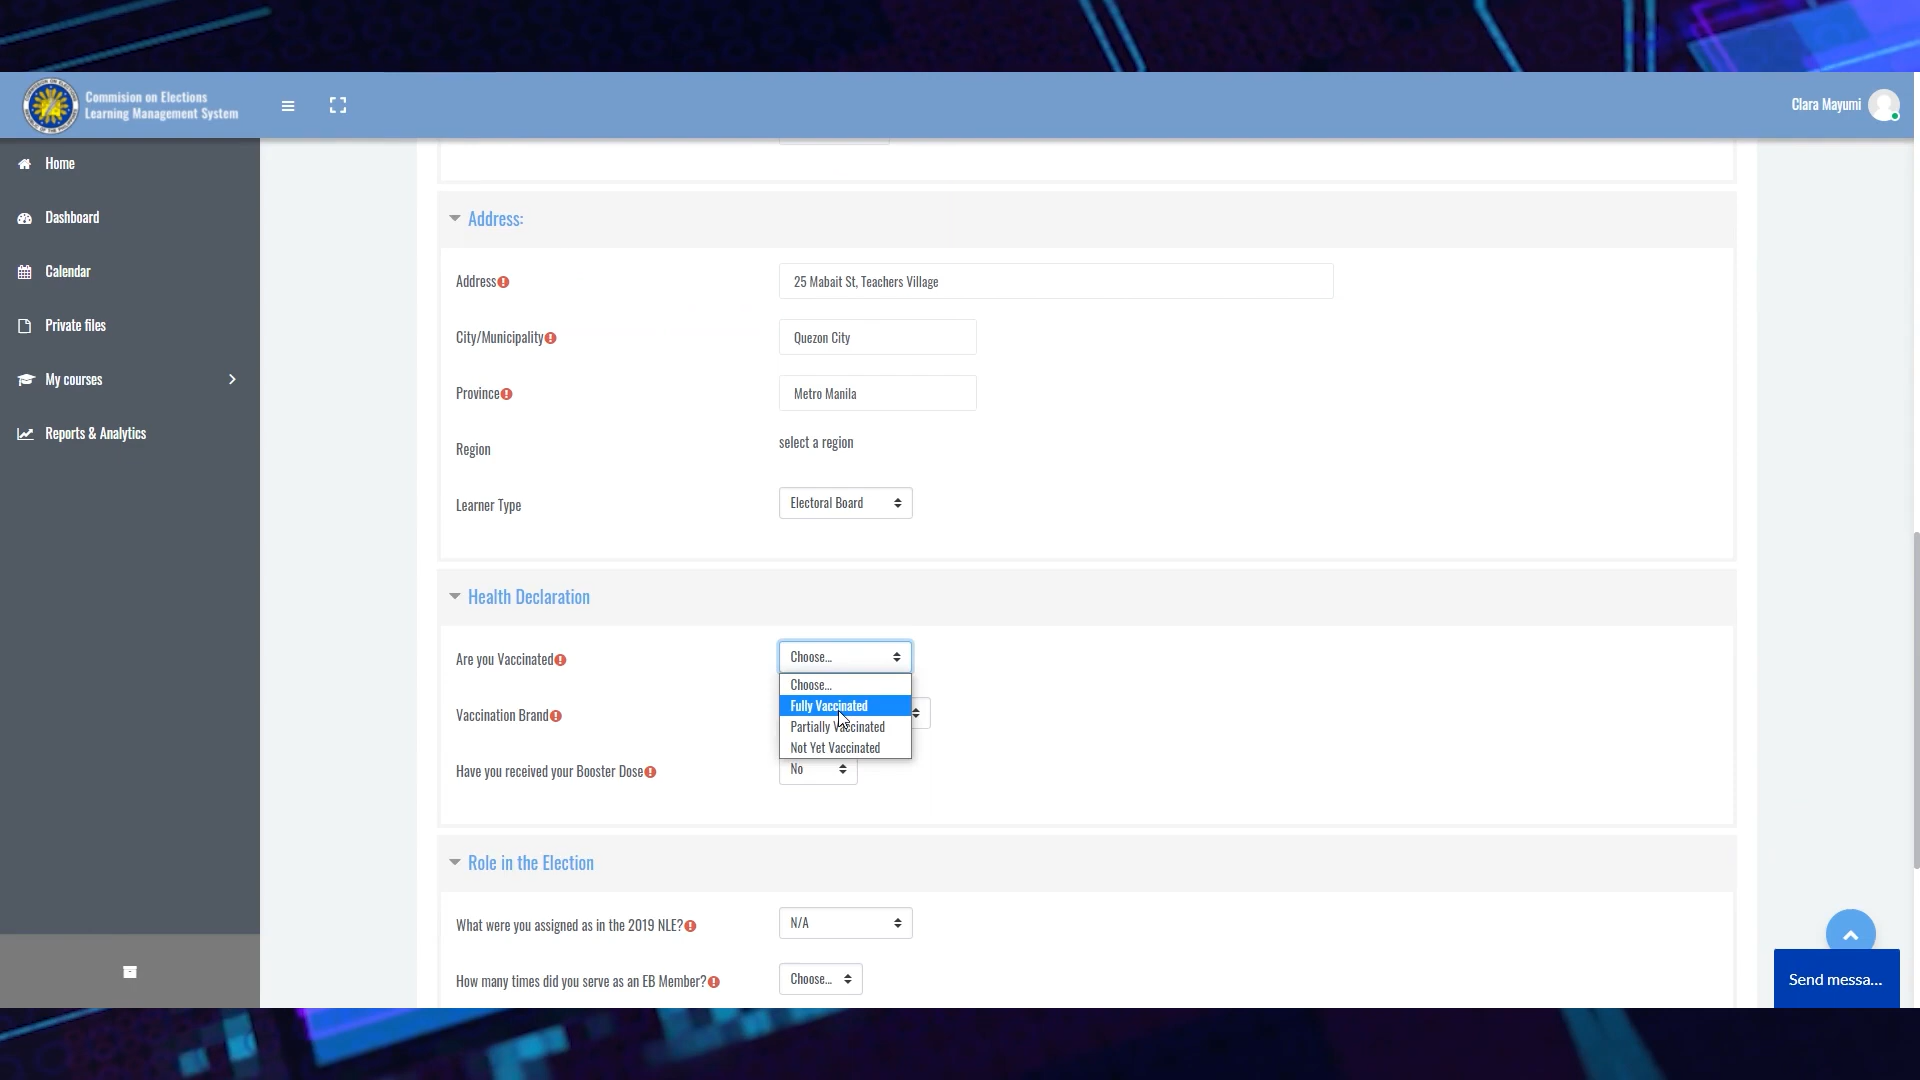 Commision on Elections
Learning Management System
Clara Mayumi
Home
Dashboard
Calendar
Private files
My courses
Reports & Analytics
Address:
Address
25 Mabait St, Teachers Village
City/Municipality
Quezon City
Province
Metro Manila
Region
select a region
Learner Type
Electoral Board
Health Declaration
Are you Vaccinated
Choose...
Choose...
Fully Vaccinated
Vaccination Brand
Partially Vaccinated
Not Yet Vaccinated
Have you received your Booster Dose
No
Role in the Election
What were you assigned as in the 2019 NLE?
N/A
How many times did you serve as an EB Member?
Choose...
Send messa...